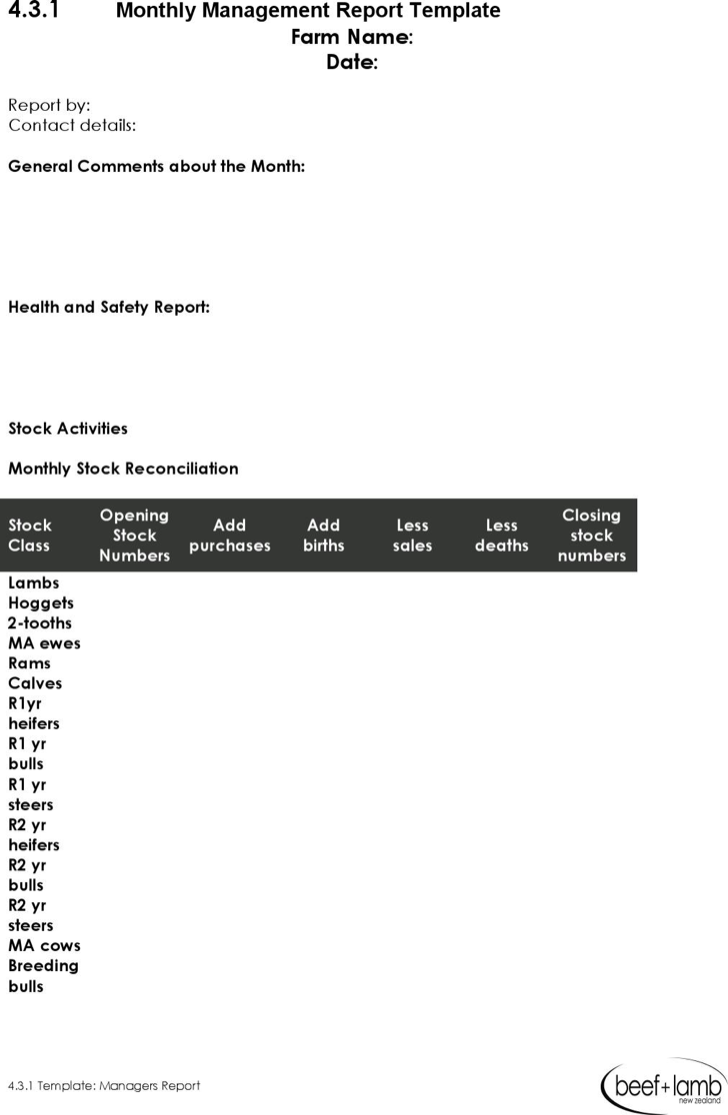 4.3.1 Monthly Management Report Template
Farm Name:
Date:
Report by:
Contact details:
General Comments about the Month:
Health and Safety Report:
Stock Activities
Monthly Stock Reconciliation
Stock Class Opening Stock Numbers Add purchases Add births Less sales Less deaths Closing stock numbers
Lambs
Hoggets
2-tooths
MA ewes
Rams
Calves
R1yr
heifers
R1 yr
bulls
R1 yr
steers
R2 yr
heifers
R2 yr
bulls
R2 yr
steers
MA cows
Breeding
bulls
4.3.1 Template: Managers Report
beef+lamb
new zealand